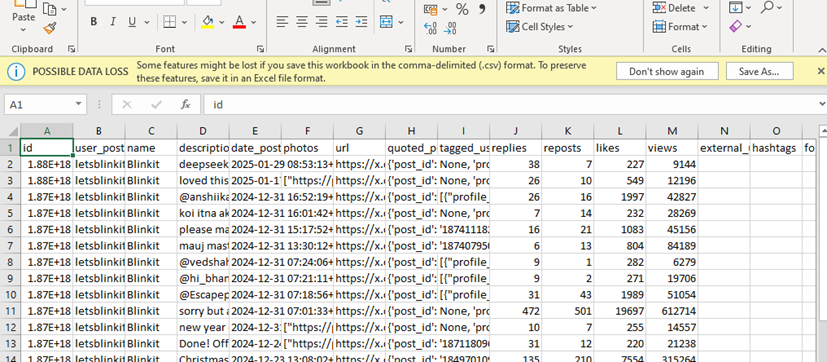 Paste
B I U
A
%
Format as Table
Cell Styles
Delete
Format
Clipboard
Font
Alignment
Number
Styles
Cells
Editing
POSSIBLE DATA LOSS Some features might be lost if you save this workbook in the comma-delimited (.csv) format. To preserve
these features, save it in an Excel file format.
Don't show again
Save As...
A1 fx id
A B C D E F G H I J K L M N O
1 id user_post name descriptio date_post photos url quoted_p tagged_us replies reposts likes views external_u hashtags fo
2 1.88E+18 letsblinkit Blinkit deepseek 2025-01-29 08:53:13+ https://x.c {'post_id': None, 'pro 38 7 227 9144
3 1.88E+18 letsblinkit Blinkit loved this 2025-01-17 ["https://p https://x.c {'post_id': None, 'pro 26 10 549 12196
4 1.87E+18 letsblinkit Blinkit @anshiika 2024-12-31 16:52:19+ https://x.c {'post_id': [{"profile_ 26 16 1997 42827
5 1.87E+18 letsblinkit Blinkit koi itna ak 2024-12-31 16:01:42+ https://x.c {'post_id': None, 'pro 7 14 232 28269
6 1.87E+18 letsblinkit Blinkit please ma 2024-12-31 15:17:52+ https://x.c {'post_id': '187411182 16 21 1083 45156
7 1.87E+18 letsblinkit Blinkit mauj mast 2024-12-31 13:30:12+ https://x.c {'post_id': '187407950 6 13 804 84189
8 1.87E+18 letsblinkit Blinkit @vedshah 2024-12-31 07:24:06+ https://x.c {'post_id': [{"profile_ 9 1 282 6279
9 1.87E+18 letsblinkit Blinkit @hi_bhan 2024-12-31 07:21:11+ https://x.c {'post_id': [{"profile_ 9 2 271 19706
10 1.87E+18 letsblinkit Blinkit @Escapep 2024-12-31 07:18:56+ https://x.c {'post_id': [{"profile_ 31 43 1989 51054
11 1.87E+18 letsblinkit Blinkit sorry but a 2024-12-31 07:01:33+ https://x.c {'post_id': None, 'pro 472 501 19697 612714
12 1.87E+18 letsblinkit Blinkit new year 2024-12-3 ["https://p https://x.c {'post_id': None, 'pro 10 7 255 14557
13 1.87E+18 letsblinkit Blinkit Done! Off 2024-12-24 ["https://p https://x.c {'post_id': '187118096 31 12 220 21238
14 1.87E+18 letsblinkit Blinkit Christmas 2024-12-23 13:08:02+ https://x.c {'post_id': '184970109 135 210 7554 315264